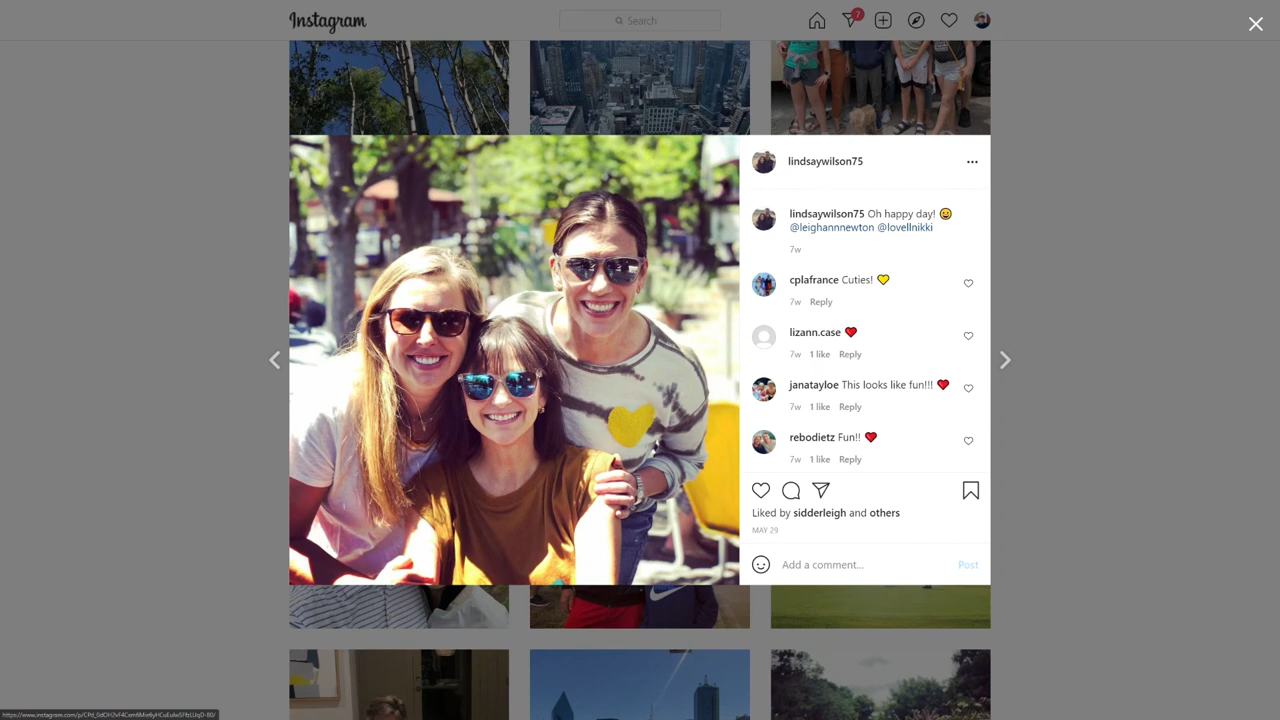 Instagram
Search
7
lindsaywilson75
lindsaywilson75 Oh happy day! 😀
@leighannnewton @lovellnikki
7w
cplafrance Cuties! 💛
7w Reply
lizann.case ❤️
7w 1 like Reply
janatayloe This looks like fun!!! ❤️
7w 1 like Reply
rebodietz Fun!! ❤️
7w 1 like Reply
Liked by sidderleigh and others
MAY 29
Add a comment... Post